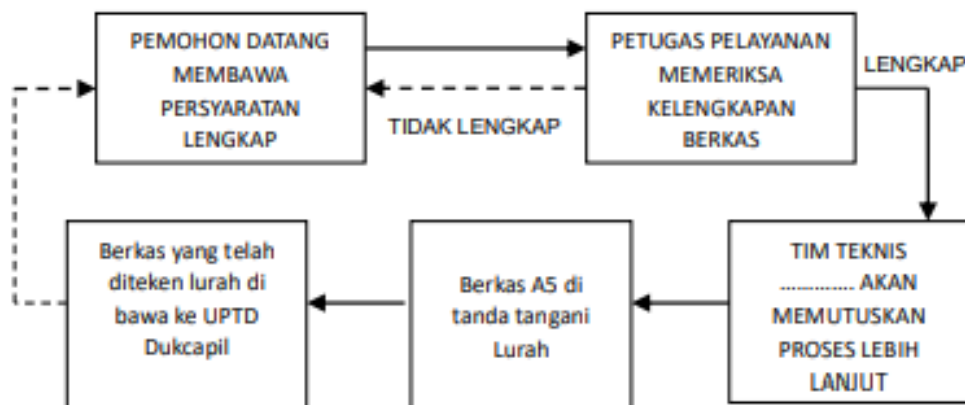 PEMOHON DATANG
MEMBAWA
PERSYARATAN
LENGKAP
TIDAK LENGKAP
PETUGAS PELAYANAN
MEMERIKSA
KELENGKAPAN
BERKAS
LENGKAP
TIM TEKNIS
.............. AKAN
MEMUTUSKAN
PROSES LEBIH
LANJUT
Berkas A5 di
tanda tangani
Lurah
Berkas yang telah
diteken lurah di
bawa ke UPTD
Dukcapil